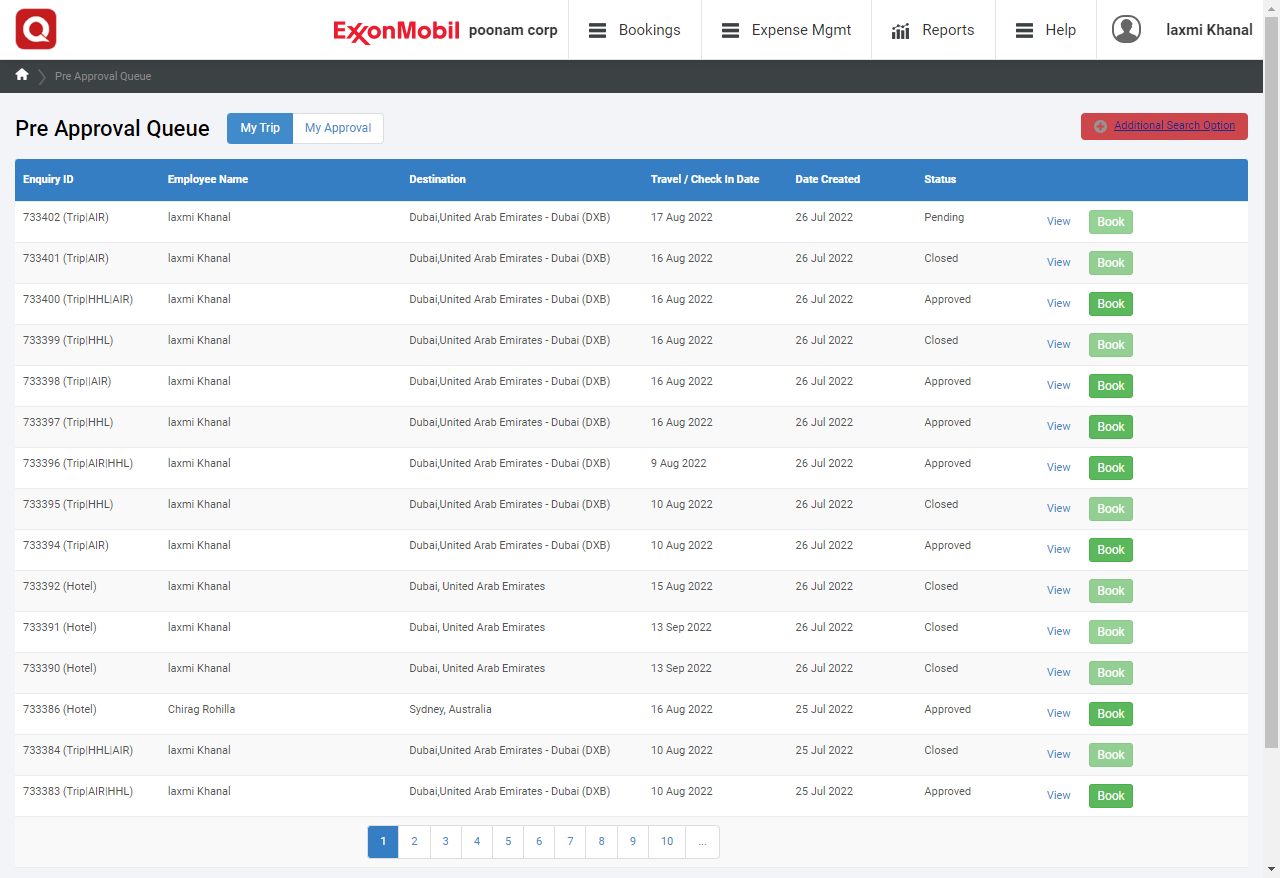 Q ExxonMobil poonam corp Bookings Expense Mgmt Reports Help laxmi Khanal
Pre Approval Queue
Pre Approval Queue My Trip My Approval Additional Search Option
Enquiry ID Employee Name Destination Travel / Check In Date Date Created Status
733402 (Trip|AIR) laxmi Khanal Dubai,United Arab Emirates - Dubai (DXB) 17 Aug 2022 26 Jul 2022 Pending View Book
733401 (Trip|AIR) laxmi Khanal Dubai,United Arab Emirates - Dubai (DXB) 16 Aug 2022 26 Jul 2022 Closed View Book
733400 (Trip|HHL|AIR) laxmi Khanal Dubai,United Arab Emirates - Dubai (DXB) 16 Aug 2022 26 Jul 2022 Approved View Book
733399 (Trip|HHL) laxmi Khanal Dubai,United Arab Emirates - Dubai (DXB) 16 Aug 2022 26 Jul 2022 Closed View Book
733398 (Trip||AIR) laxmi Khanal Dubai,United Arab Emirates - Dubai (DXB) 16 Aug 2022 26 Jul 2022 Approved View Book
733397 (Trip|HHL) laxmi Khanal Dubai,United Arab Emirates - Dubai (DXB) 16 Aug 2022 26 Jul 2022 Approved View Book
733396 (Trip|AIR|HHL) laxmi Khanal Dubai,United Arab Emirates - Dubai (DXB) 9 Aug 2022 26 Jul 2022 Approved View Book
733395 (Trip|HHL) laxmi Khanal Dubai,United Arab Emirates - Dubai (DXB) 10 Aug 2022 26 Jul 2022 Closed View Book
733394 (Trip|AIR) laxmi Khanal Dubai,United Arab Emirates - Dubai (DXB) 10 Aug 2022 26 Jul 2022 Approved View Book
733392 (Hotel) laxmi Khanal Dubai, United Arab Emirates 15 Aug 2022 26 Jul 2022 Closed View Book
733391 (Hotel) laxmi Khanal Dubai, United Arab Emirates 13 Sep 2022 26 Jul 2022 Closed View Book
733390 (Hotel) laxmi Khanal Dubai, United Arab Emirates 13 Sep 2022 26 Jul 2022 Closed View Book
733386 (Hotel) Chirag Rohilla Sydney, Australia 16 Aug 2022 25 Jul 2022 Approved View Book
733384 (Trip|HHL|AIR) laxmi Khanal Dubai,United Arab Emirates - Dubai (DXB) 10 Aug 2022 25 Jul 2022 Closed View Book
733383 (Trip|AIR|HHL) laxmi Khanal Dubai,United Arab Emirates - Dubai (DXB) 10 Aug 2022 25 Jul 2022 Approved View Book
1 2 3 4 5 6 7 8 9 10 ...